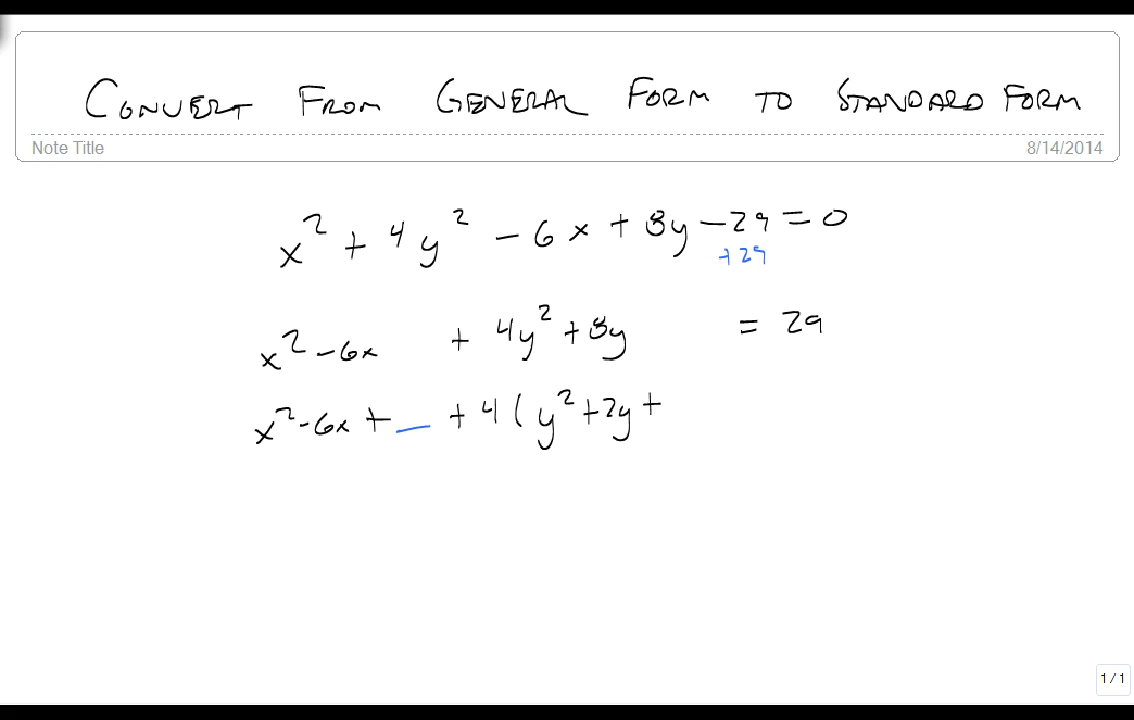 CONVERT FROM GENERAL FORM TO STANDARD FORM
Note Title 8/14/2014
x² + 4y² - 6x + 8y - 29 = 0
+29
x² - 6x + 4y² + 8y = 29
x² - 6x + _ + 4(y² + 2y +
1/1